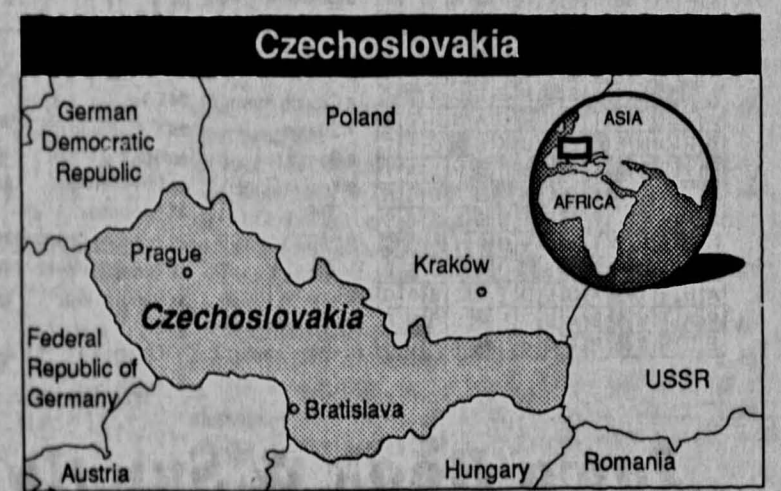 Czechoslovakia
German
Democratic
Republic
Poland
ASIA
AFRICA
Prague
Kraków
Czechoslovakia
Federal
Republic of
Germany
USSR
Bratislava
Austria
Hungary
Romania